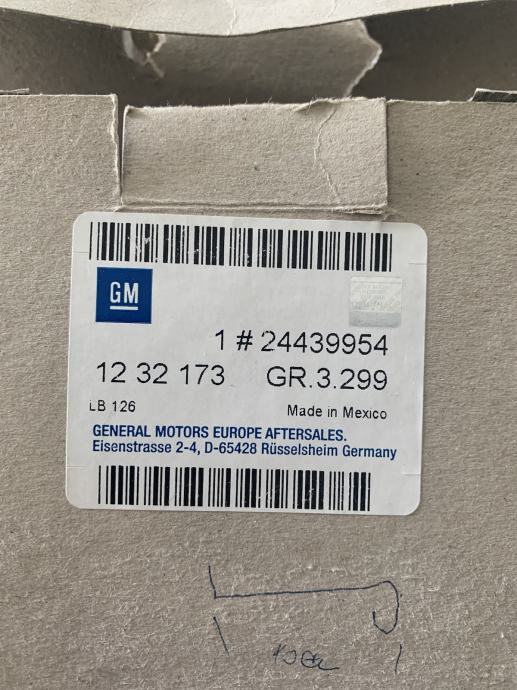 GM
1 # 24439954
12 32 173 GR.3.299
LB 126 Made in Mexico
GENERAL MOTORS EUROPE AFTERSALES.
Eisenstrasse 2-4, D-65428 Rüsselsheim Germany